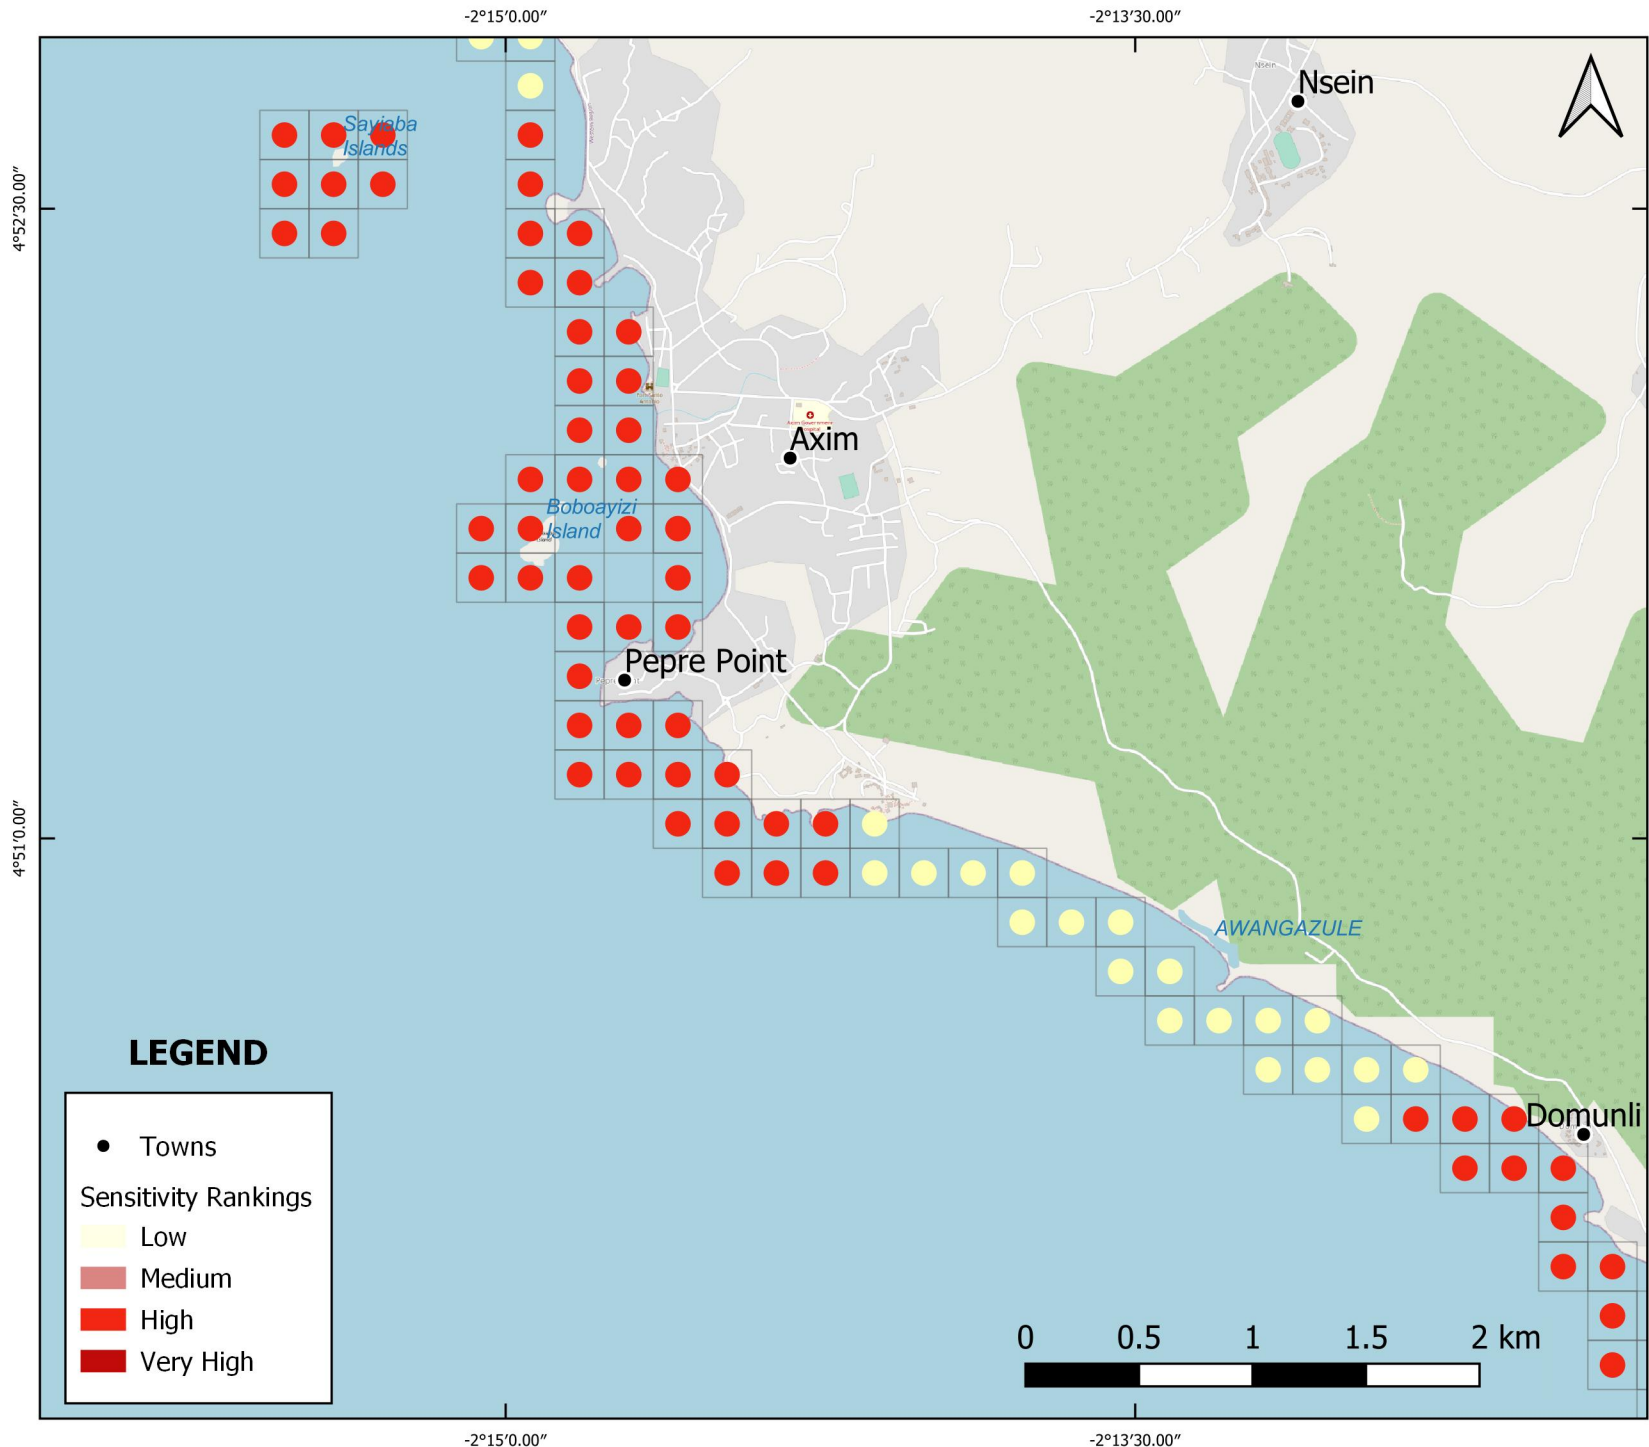 -2°15′0.00″
-2°13′30.00″
Nsein
Nsein
Sayiaba
Islands
4°52′30.00″
Axim
Boboayizi
Island
Pepre Point
4°51′0.00″
AWANGAZULE
LEGEND
Towns
Sensitivity Rankings
Low
Medium
High
Very High
Domunli
0 0.5 1 1.5 2 km
-2°15′0.00″
-2°13′30.00″